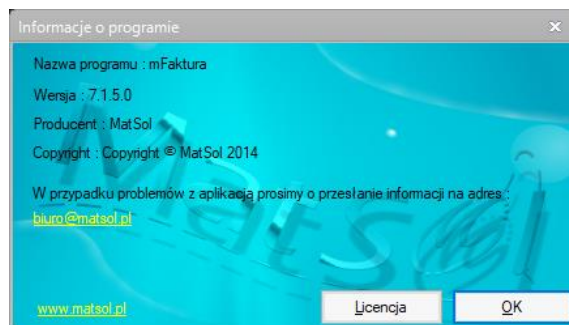 Informacje o programie
Nazwa programu : mFaktura
Wersja : 7.1.5.0
Producent : MatSol
Copyright : Copyright © MatSol 2014
W przypadku problemów z aplikacją prosimy o przesłanie informacji na adres :
biuro@matsol.pl
MatSol
www.matsol.pl
Licencja
OK